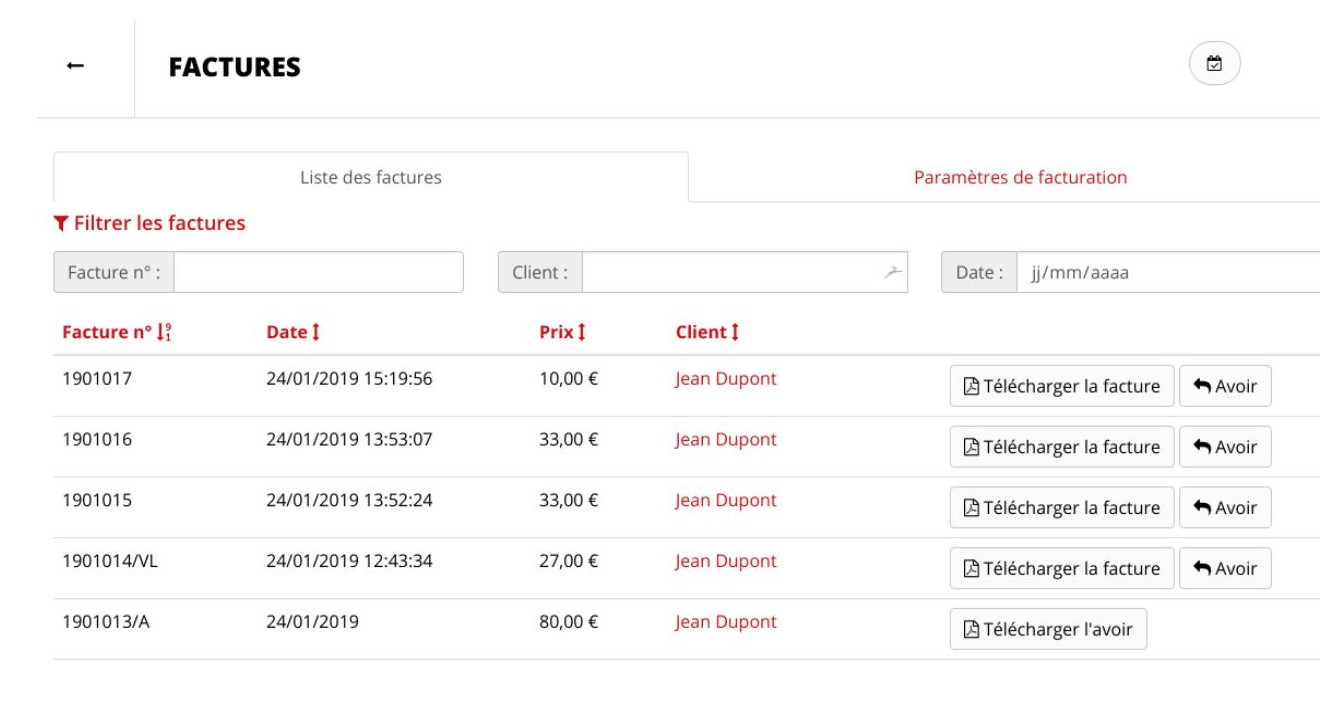 FACTURES
Liste des factures Paramètres de facturation
Filtrer les factures
Facture n° : Client : Date : jj/mm/aaaa
Facture n° Date Prix Client
1901017 24/01/2019 15:19:56 10,00 € Jean Dupont Télécharger la facture Avoir
1901016 24/01/2019 13:53:07 33,00 € Jean Dupont Télécharger la facture Avoir
1901015 24/01/2019 13:52:24 33,00 € Jean Dupont Télécharger la facture Avoir
1901014/VL 24/01/2019 12:43:34 27,00 € Jean Dupont Télécharger la facture Avoir
1901013/A 24/01/2019 80,00 € Jean Dupont Télécharger l'avoir